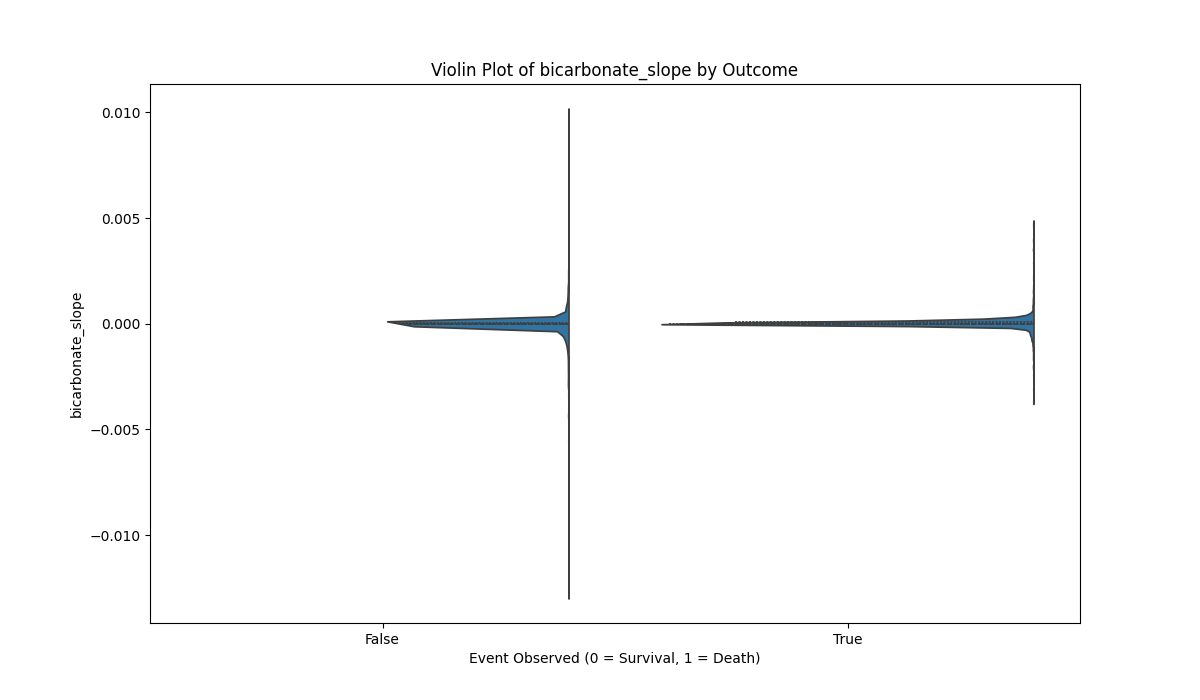 Violin Plot of bicarbonate_slope by Outcome
0.010
0.005
0.000
−0.005
−0.010
bicarbonate_slope
False
True
Event Observed (0 = Survival, 1 = Death)